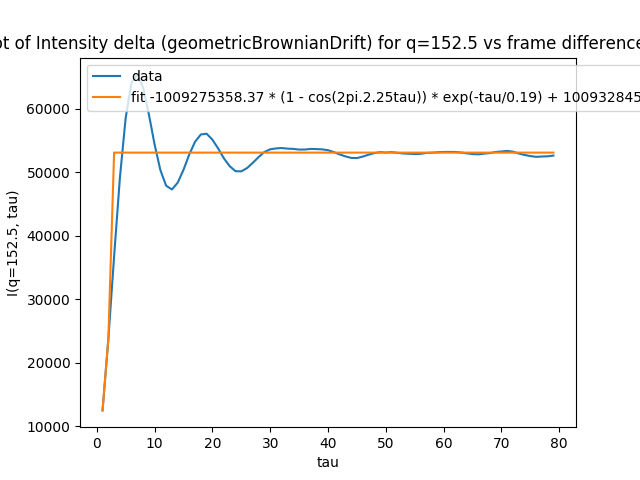 ot of Intensity delta (geometricBrownianDrift) for q=152.5 vs frame difference
data
fit -1009275358.37 * (1 - cos(2pi.2.25tau)) * exp(-tau/0.19) + 100932845
I(q=152.5, tau)
60000
50000
40000
30000
20000
10000
0 10 20 30 40 50 60 70 80
tau